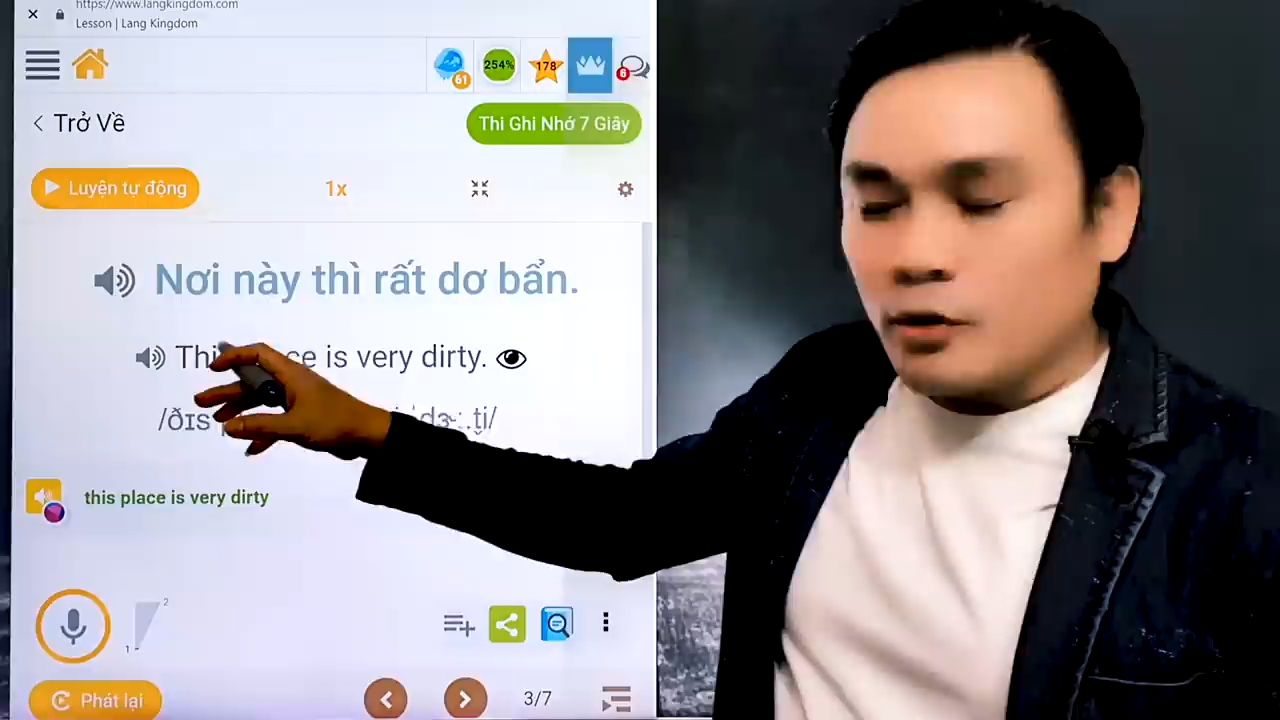 https://www.langkingdom.com
Lesson | Lang Kingdom
61
254%
178
6
Trở Về
Thi Ghi Nhớ 7 Giây
Luyện tự động
1x
Nơi này thì rất dơ bẩn.
is very dirty.
/ðɪs
this place is very dirty
2
1
Phát lại
3/7